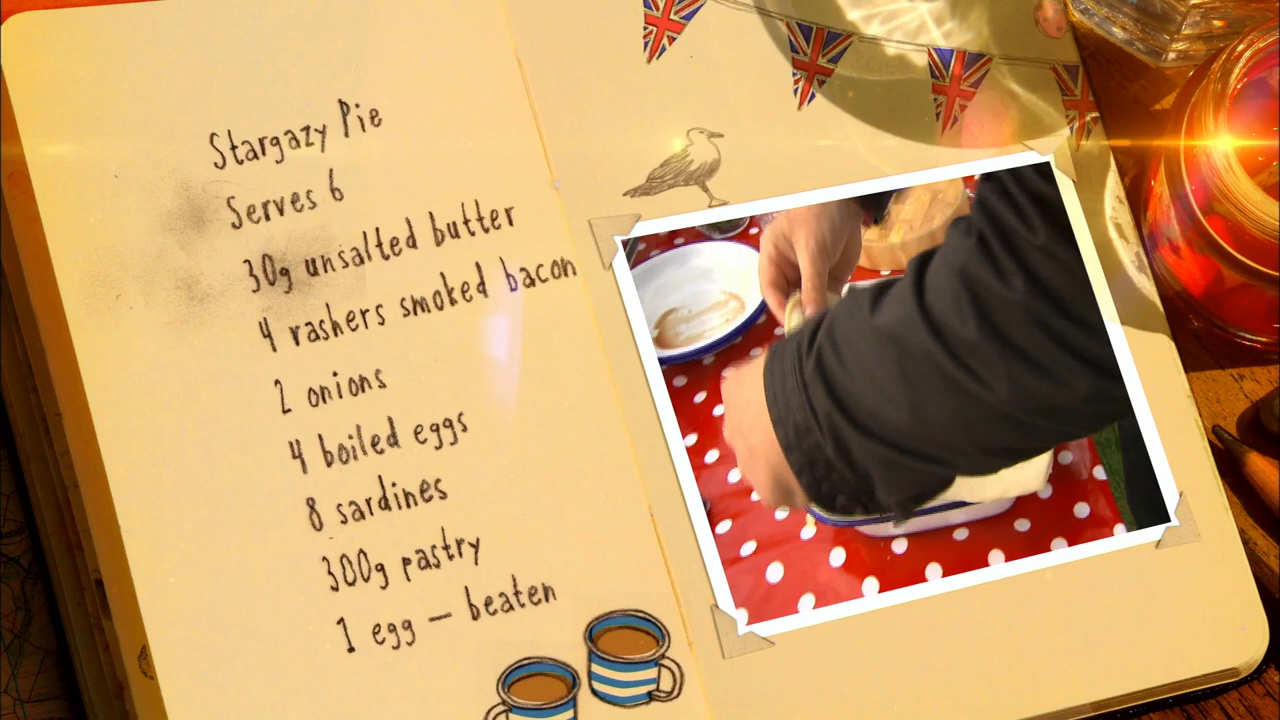 Stargazy Pie
Serves 6
30g unsalted butter
4 rashers smoked bacon
2 onions
4 boiled eggs
8 sardines
300g pastry
1 egg – beaten